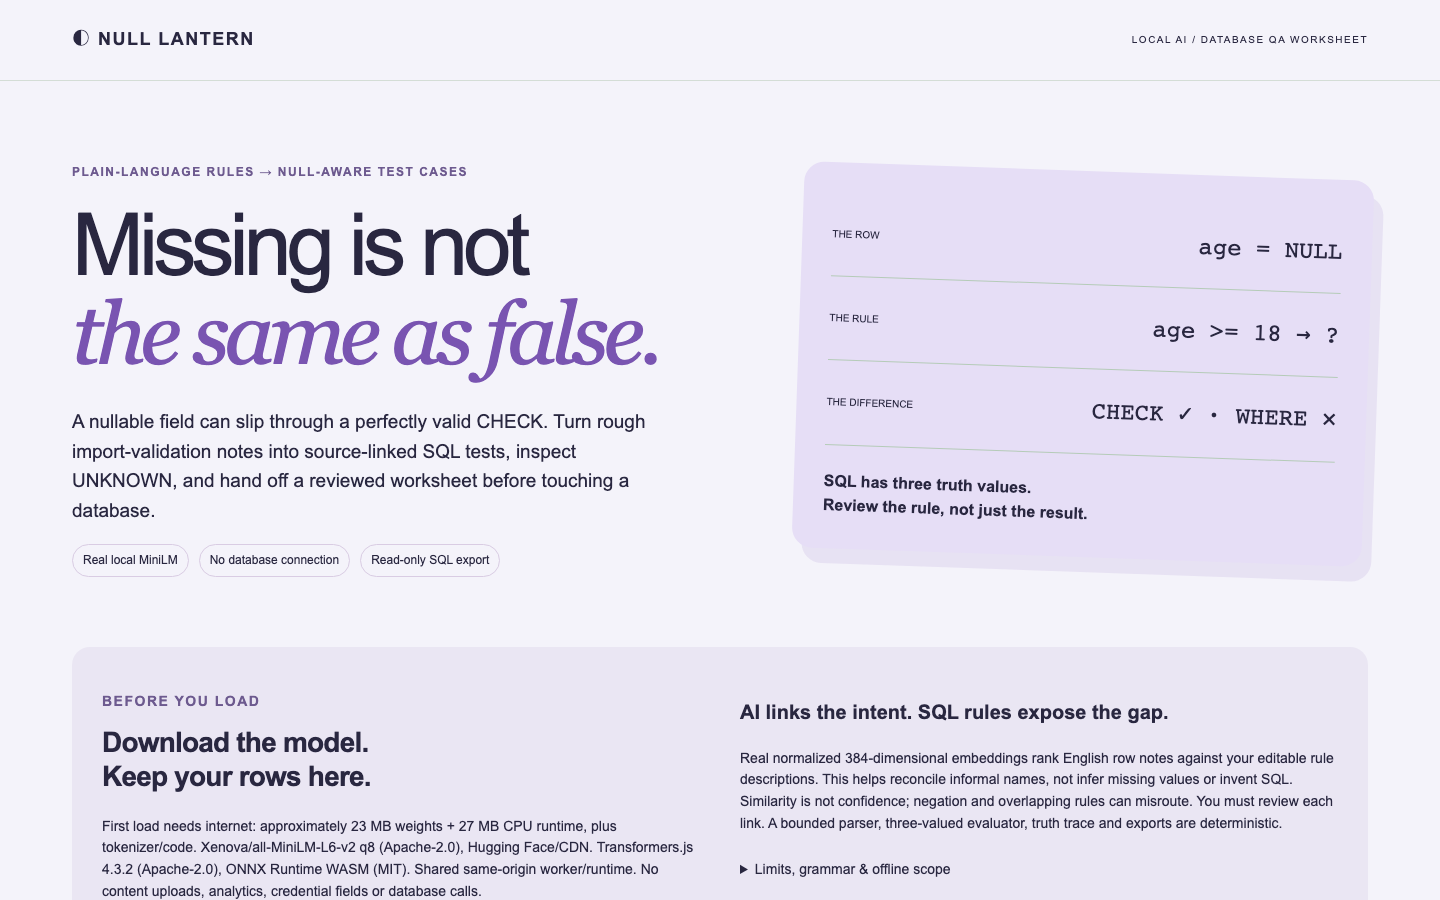 ◐ NULL LANTERN
LOCAL AI / DATABASE QA WORKSHEET
PLAIN-LANGUAGE RULES → NULL-AWARE TEST CASES
Missing is not
the same as false.
A nullable field can slip through a perfectly valid CHECK. Turn rough
import-validation notes into source-linked SQL tests, inspect
UNKNOWN, and hand off a reviewed worksheet before touching a
database.
Real local MiniLM
No database connection
Read-only SQL export
THE ROW
age = NULL
THE RULE
age >= 18 → ?
THE DIFFERENCE
CHECK ✓ · WHERE ✕
SQL has three truth values.
Review the rule, not just the result.
BEFORE YOU LOAD
Download the model.
Keep your rows here.
First load needs internet: approximately 23 MB weights + 27 MB CPU runtime, plus
tokenizer/code. Xenova/all-MiniLM-L6-v2 q8 (Apache-2.0), Hugging Face/CDN. Transformers.js
4.3.2 (Apache-2.0), ONNX Runtime WASM (MIT). Shared same-origin worker/runtime. No
content uploads, analytics, credential fields or database calls.
AI links the intent. SQL rules expose the gap.
Real normalized 384-dimensional embeddings rank English row notes against your editable rule
descriptions. This helps reconcile informal names, not infer missing values or invent SQL.
Similarity is not confidence; negation and overlapping rules can misroute. You must review each
link. A bounded parser, three-valued evaluator, truth trace and exports are deterministic.
▶ Limits, grammar & offline scope